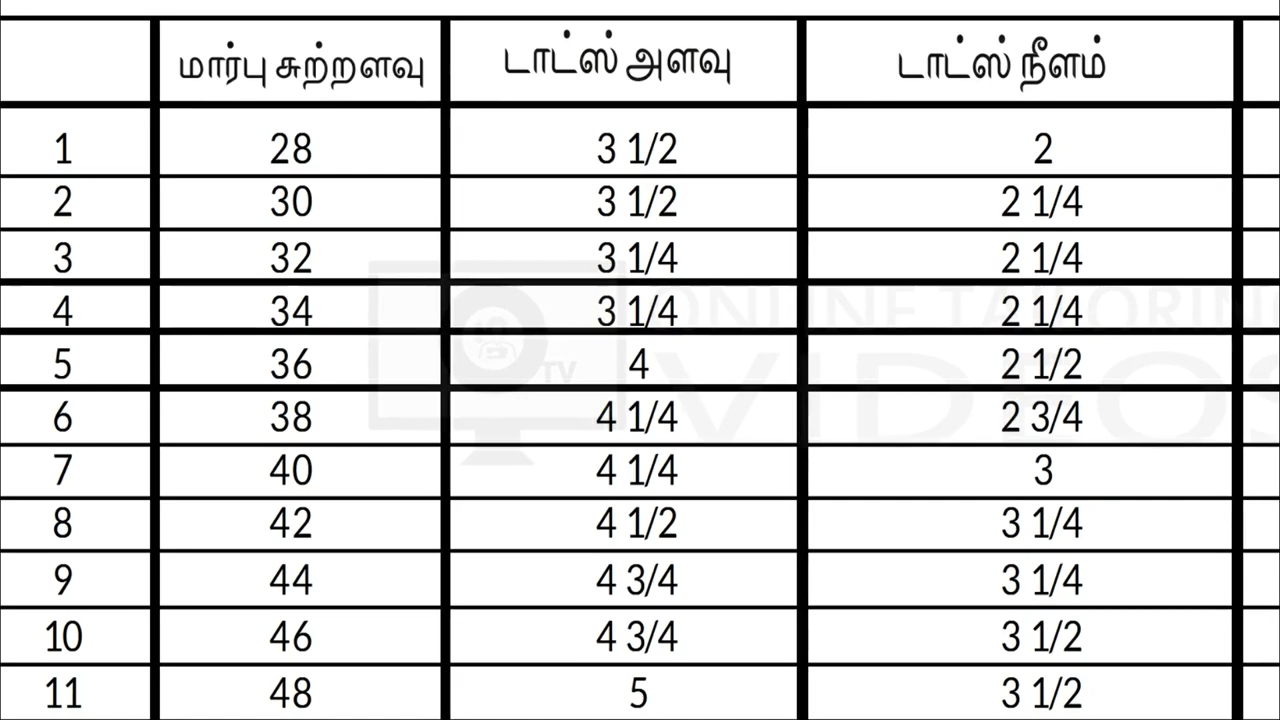 மார்பு சுற்றளவு டாட்ஸ் அளவு டாட்ஸ் நீளம்
1 28 3 1/2 2
2 30 3 1/2 2 1/4
3 32 3 1/4 2 1/4
4 34 3 1/4 2 1/4
5 36 4 2 1/2
6 38 4 1/4 2 3/4
7 40 4 1/4 3
8 42 4 1/2 3 1/4
9 44 4 3/4 3 1/4
10 46 4 3/4 3 1/2
11 48 5 3 1/2
TV
ONLINE TAILORING
VIDEOS